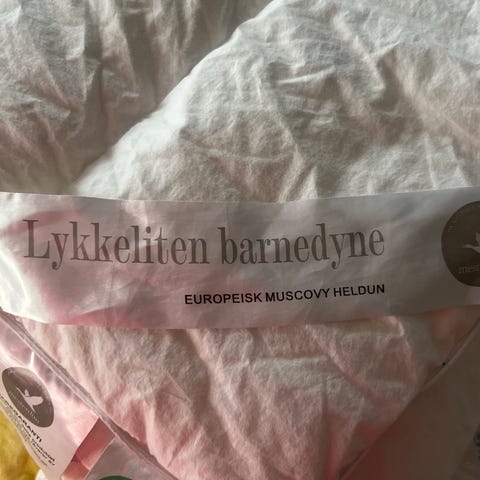 Lykkeliten barnedyne
EUROPEISK MUSCOVY HELDUN